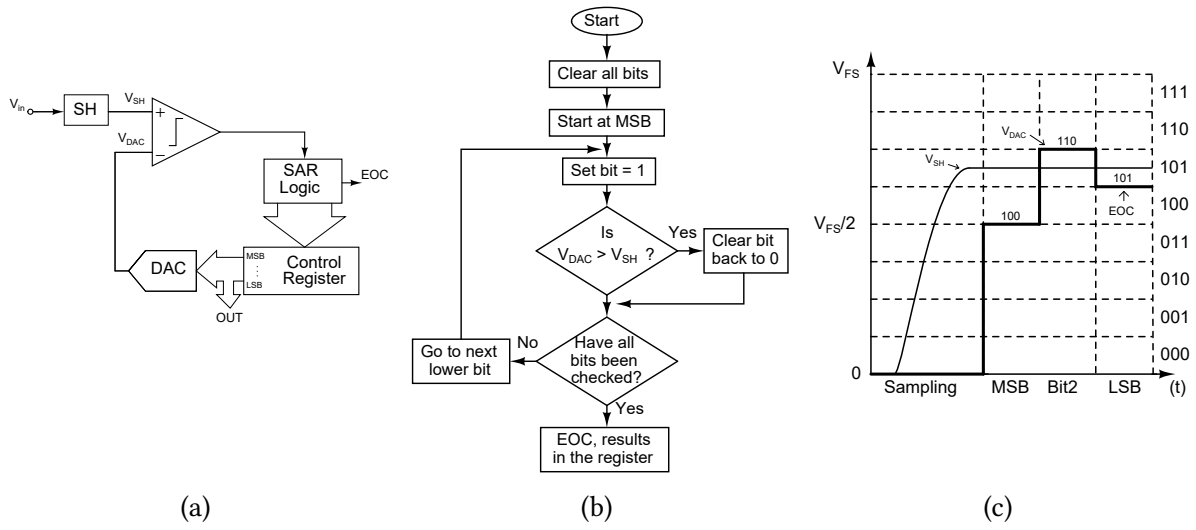 V_in
SH
V_SH
V_DAC
+
−
SAR
Logic
EOC
DAC
MSB
LSB
Control
Register
OUT
(a)
Start
Clear all bits
Start at MSB
Set bit = 1
Is
V_DAC > V_SH ?
Yes
Clear bit
back to 0
Have all
bits been
checked?
No
Go to next
lower bit
Yes
EOC, results
in the register
(b)
V_FS
111
110
V_DAC
110
V_SH
101
101
EOC
100
V_FS/2
100
011
010
001
000
0
Sampling
MSB
Bit2
LSB
(t)
(c)